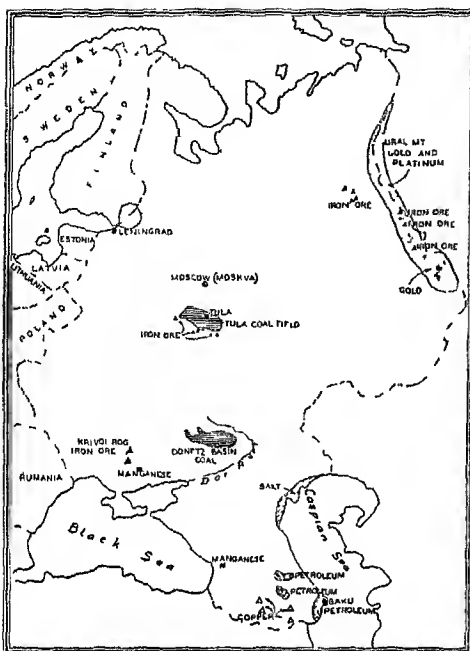 NORWAY
SWEDEN
FINLAND
URAL MT
GOLD AND
PLATINUM
IRON ORE
IRON ORE
IRON ORE
IRON ORE
GOLD
LENINGRAD
ESTONIA
LATVIA
LITHUANIA
POLAND
MOSCOW (MOSKVA)
TULA
TULA COAL FIELD
IRON ORE
KRIVOI ROG
IRON ORE
MANGANESE
DONETZ BASIN
COAL
RUMANIA
SALT
Caspian Sea
Black Sea
MANGANESE
PETROLEUM
PETROLEUM
BAKU
PETROLEUM
COPPER